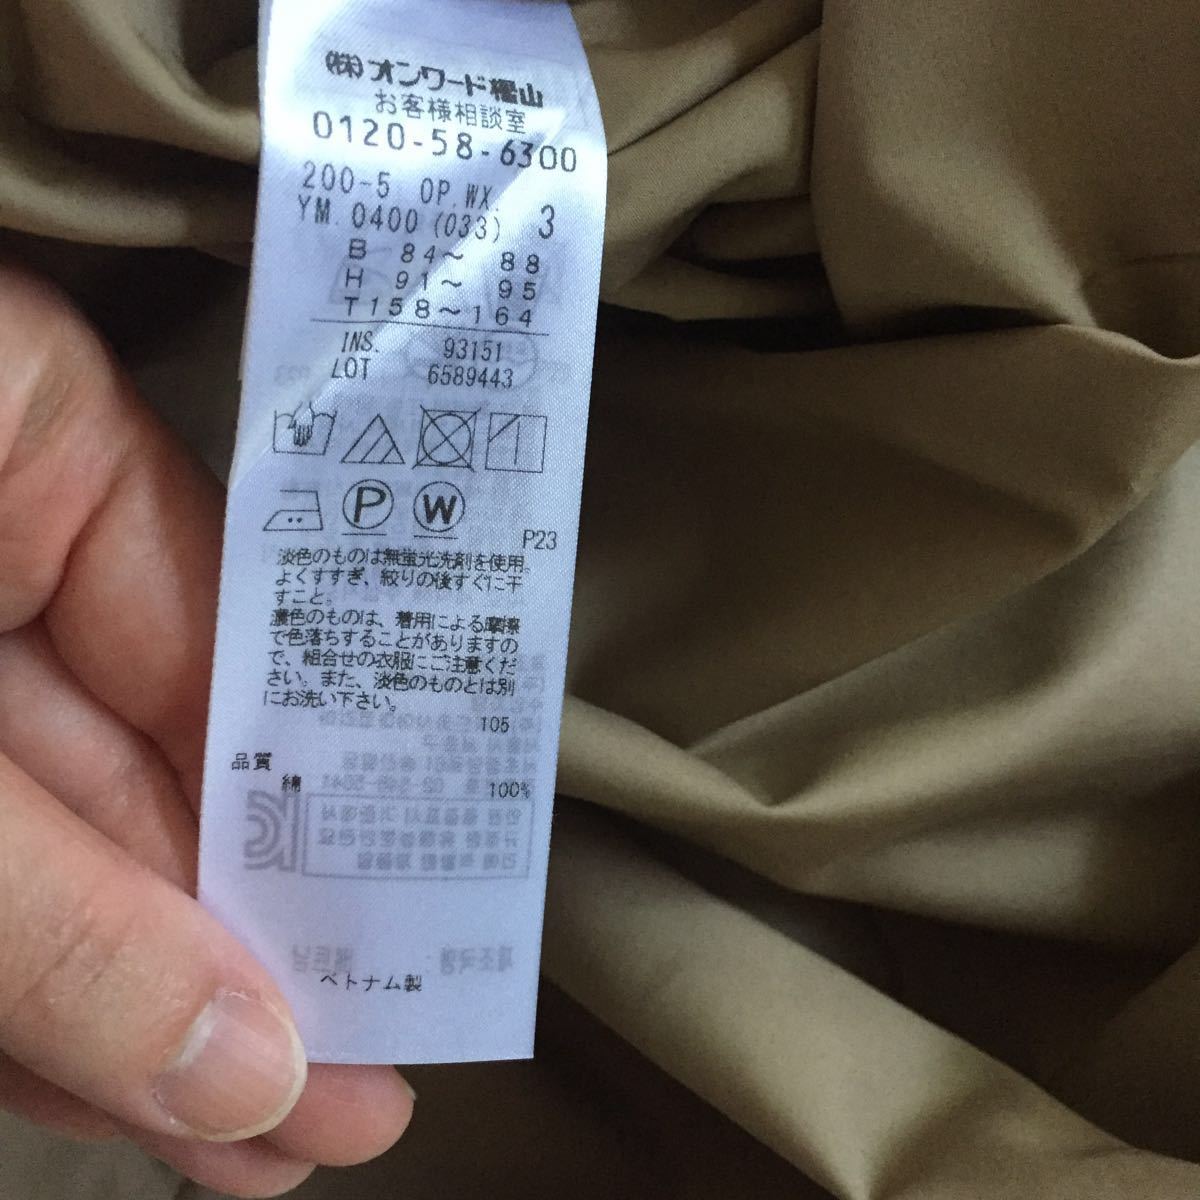 (株)オンワード樫山
お客様相談室
0120-58-6300
200-5 OP.WX.
YM.0400(033) 3
B 84～ 88
H 91～ 95
T158～164
INS. 93151
LOT 6589443
P
W
P23
淡色のものは無蛍光洗剤を使用。
よくすすぎ、絞りの後すぐに干
すこと。
濃色のものは、着用による摩擦
で色落ちすることがありますの
で、組合せの衣服にご注意くだ
さい。また、淡色のものとは別
にお洗い下さい。
105
品質
綿 100%
ベトナム製